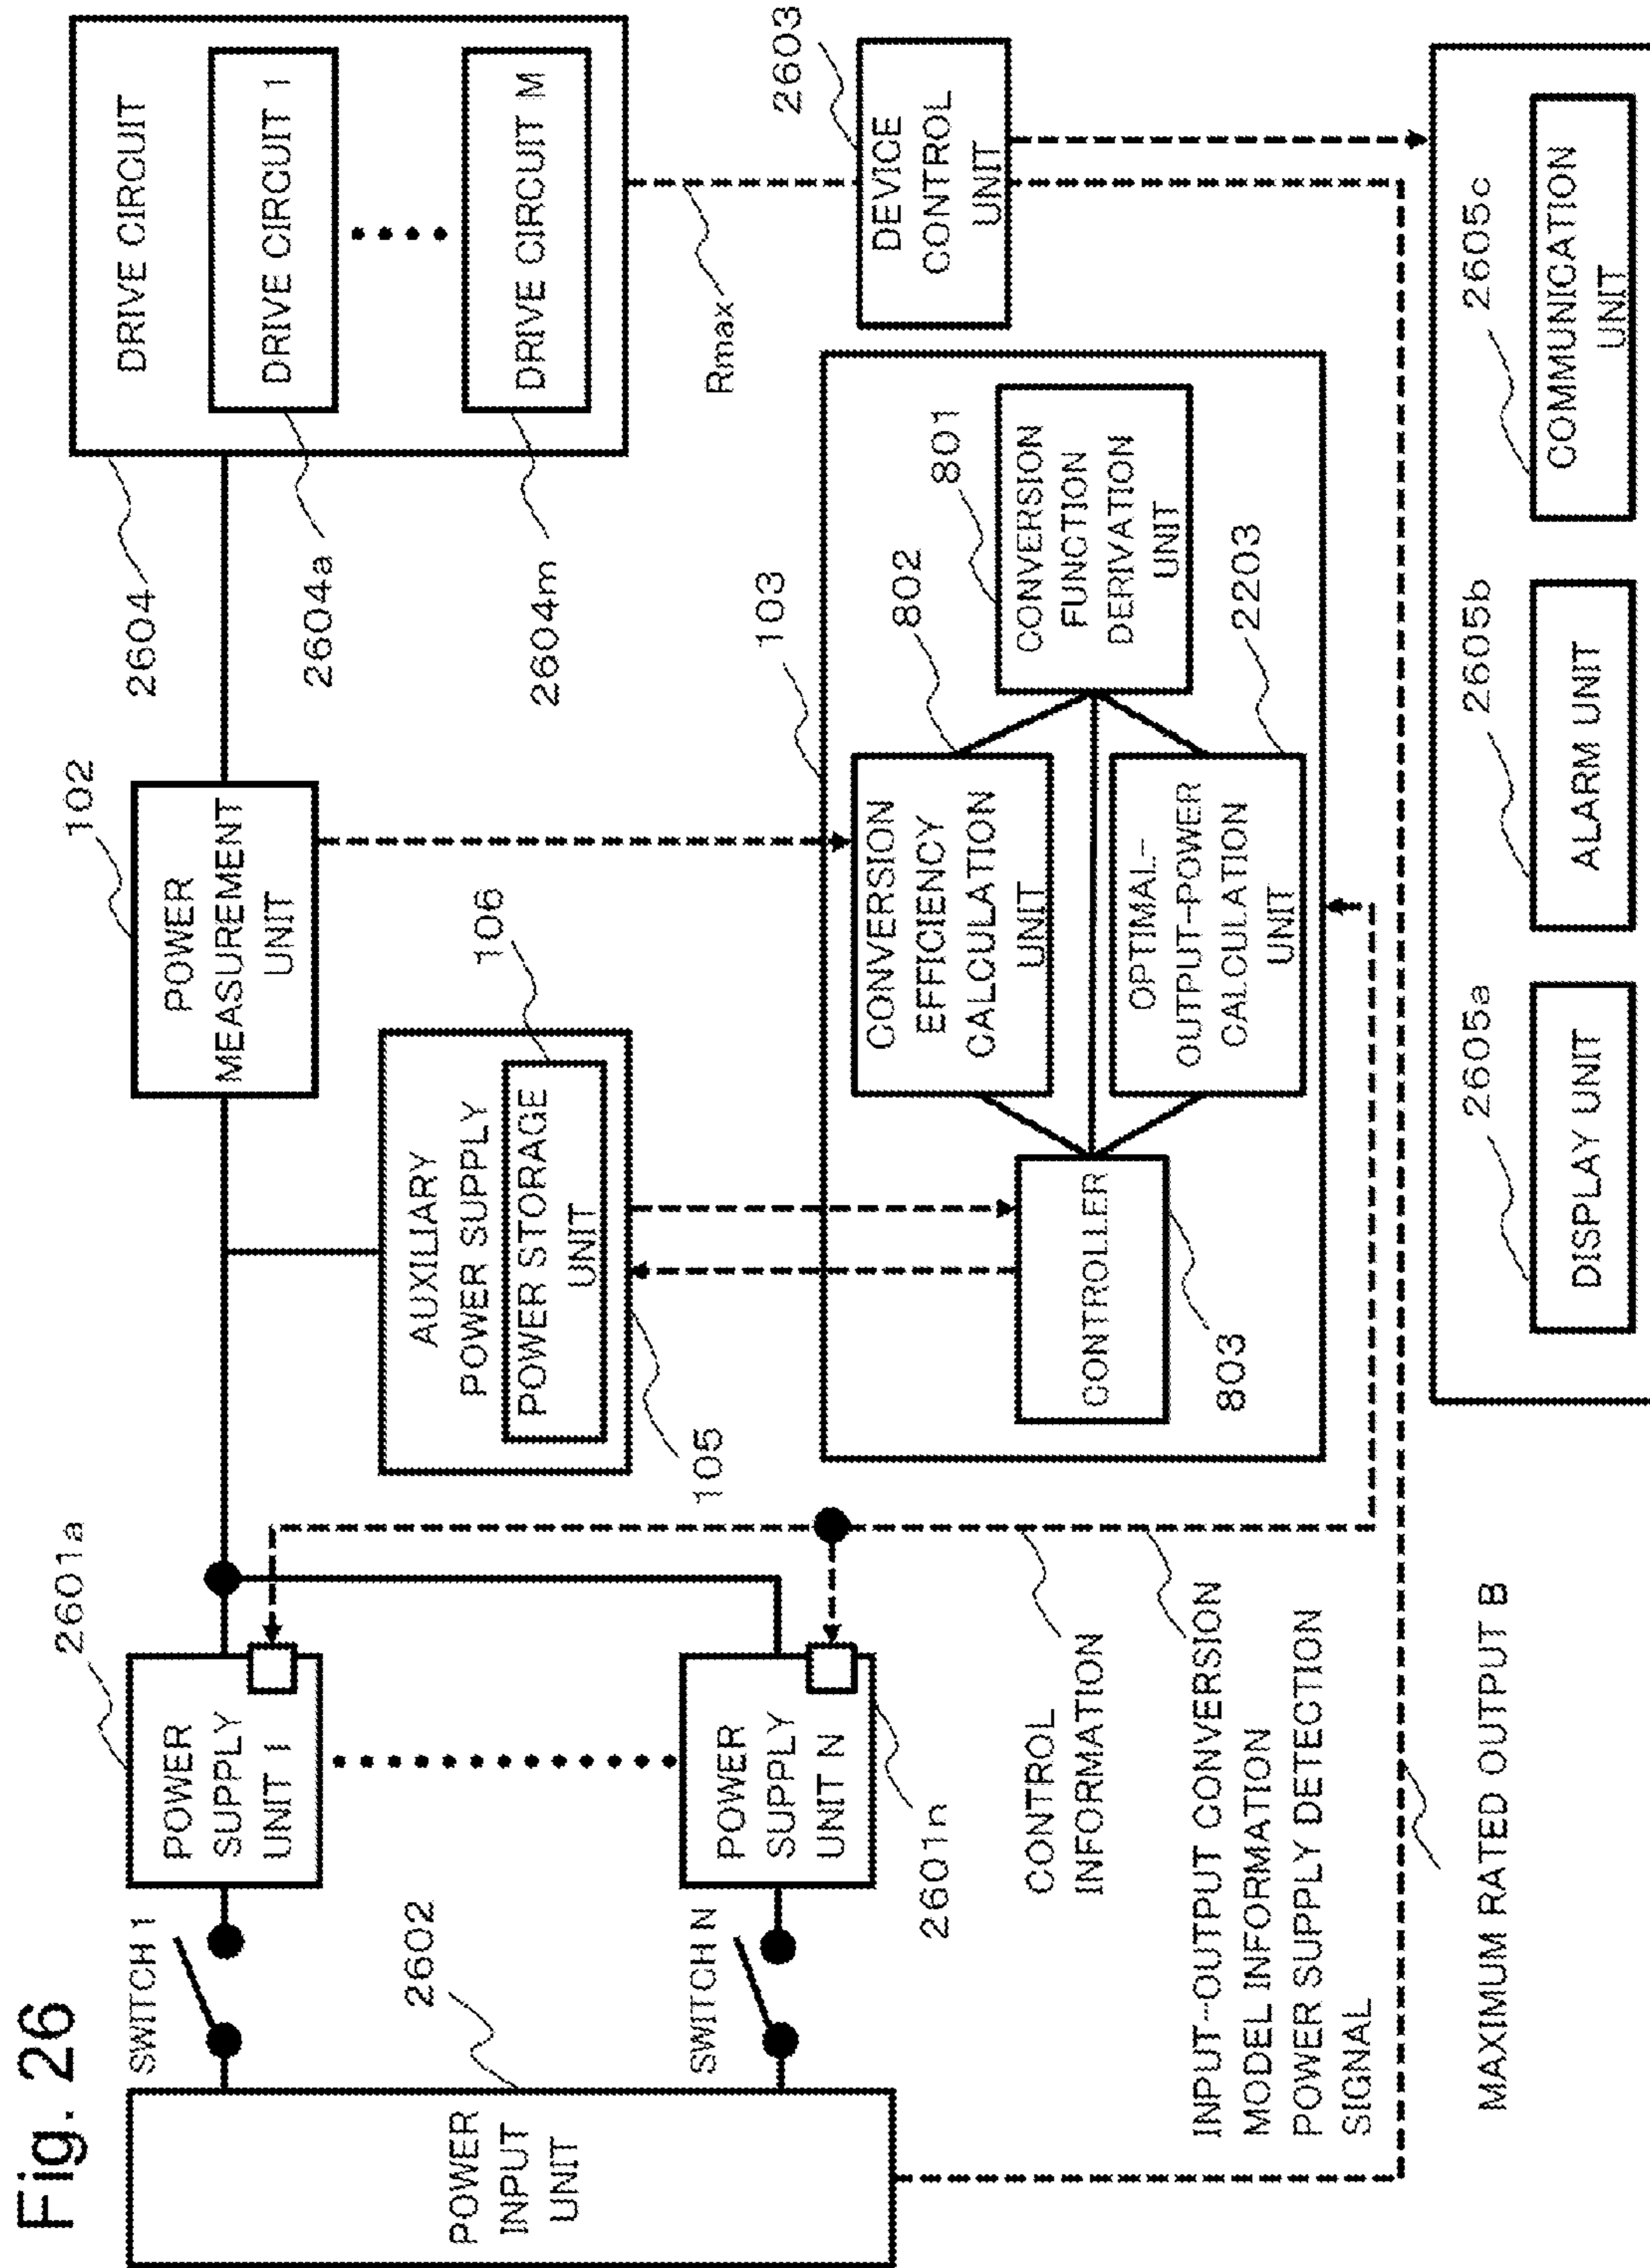 Fig. 26
POWER
INPUT
UNIT
2602
SWITCH 1
SWITCH N
2601a
POWER
SUPPLY
UNIT 1
POWER
SUPPLY
UNIT N
2601n
102
POWER
MEASUREMENT
UNIT
AUXILIARY
POWER SUPPLY
POWER STORAGE
UNIT
106
105
DRIVE CIRCUIT
DRIVE CIRCUIT 1
DRIVE CIRCUIT M
2604
2604a
2604m
Rmax
2603
DEVICE
CONTROL
UNIT
103
802
801
CONVERSION
EFFICIENCY
CALCULATION
UNIT
CONVERSION
FUNCTION
DERIVATION
UNIT
CONTROLLER
803
OPTIMAL-
OUTPUT-POWER
CALCULATION
UNIT
2203
CONTROL
INFORMATION
INPUT-OUTPUT CONVERSION
MODEL INFORMATION
POWER SUPPLY DETECTION
SIGNAL
MAXIMUM RATED OUTPUT B
2605a
DISPLAY UNIT
2605b
ALARM UNIT
2605c
COMMUNICATION
UNIT